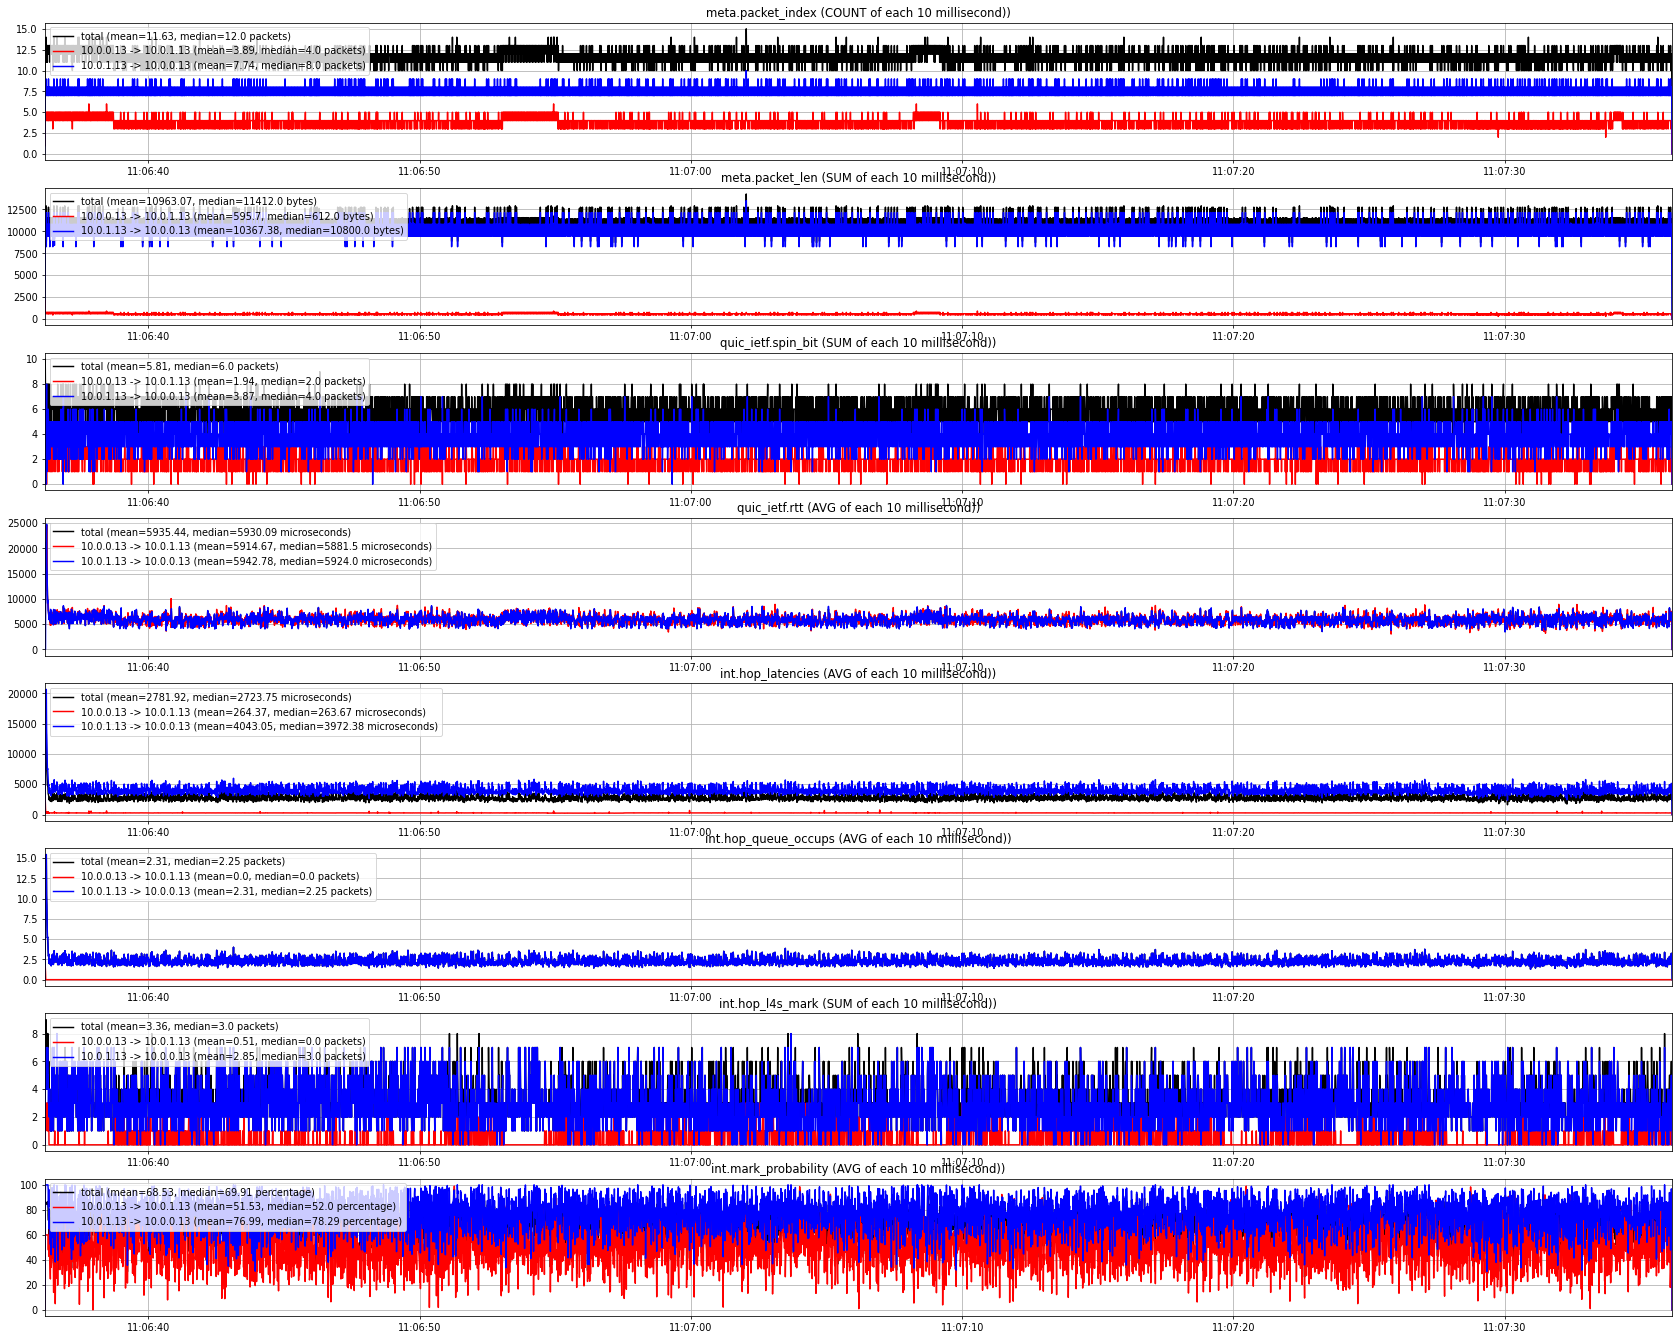 meta.packet_index (COUNT of each 10 millisecond))
15.0
12.5
10.0
7.5
5.0
2.5
0.0
total (mean=11.63, median=12.0 packets)
10.0.0.13 -> 10.0.1.13 (mean=3.89, median=4.0 packets)
10.0.1.13 -> 10.0.0.13 (mean=7.74, median=8.0 packets)
11:06:40 11:06:50 11:07:00 11:07:10 11:07:20 11:07:30
meta.packet_len (SUM of each 10 millisecond))
12500
10000
7500
5000
2500
0
total (mean=10963.07, median=11412.0 bytes)
10.0.0.13 -> 10.0.1.13 (mean=595.7, median=612.0 bytes)
10.0.1.13 -> 10.0.0.13 (mean=10367.38, median=10800.0 bytes)
11:06:40 11:06:50 11:07:00 11:07:10 11:07:20 11:07:30
quic_ietf.spin_bit (SUM of each 10 millisecond))
10
8
6
4
2
0
total (mean=5.81, median=6.0 packets)
10.0.0.13 -> 10.0.1.13 (mean=1.94, median=2.0 packets)
10.0.1.13 -> 10.0.0.13 (mean=3.87, median=4.0 packets)
11:06:40 11:06:50 11:07:00 11:07:10 11:07:20 11:07:30
quic_ietf.rtt (AVG of each 10 millisecond))
25000
20000
15000
10000
5000
0
total (mean=5935.44, median=5930.09 microseconds)
10.0.0.13 -> 10.0.1.13 (mean=5914.67, median=5881.5 microseconds)
10.0.1.13 -> 10.0.0.13 (mean=5942.78, median=5924.0 microseconds)
11:06:40 11:06:50 11:07:00 11:07:10 11:07:20 11:07:30
int.hop_latencies (AVG of each 10 millisecond))
20000
15000
10000
5000
0
total (mean=2781.92, median=2723.75 microseconds)
10.0.0.13 -> 10.0.1.13 (mean=264.37, median=263.67 microseconds)
10.0.1.13 -> 10.0.0.13 (mean=4043.05, median=3972.38 microseconds)
11:06:40 11:06:50 11:07:00 11:07:10 11:07:20 11:07:30
int.hop_queue_occups (AVG of each 10 millisecond))
15.0
12.5
10.0
7.5
5.0
2.5
0.0
total (mean=2.31, median=2.25 packets)
10.0.0.13 -> 10.0.1.13 (mean=0.0, median=0.0 packets)
10.0.1.13 -> 10.0.0.13 (mean=2.31, median=2.25 packets)
11:06:40 11:06:50 11:07:00 11:07:10 11:07:20 11:07:30
int.hop_l4s_mark (SUM of each 10 millisecond))
8
6
4
2
0
total (mean=3.36, median=3.0 packets)
10.0.0.13 -> 10.0.1.13 (mean=0.51, median=0.0 packets)
10.0.1.13 -> 10.0.0.13 (mean=2.85, median=3.0 packets)
11:06:40 11:06:50 11:07:00 11:07:10 11:07:20 11:07:30
int.mark_probability (AVG of each 10 millisecond))
100
80
60
40
20
0
total (mean=68.53, median=69.91 percentage)
10.0.0.13 -> 10.0.1.13 (mean=51.53, median=52.0 percentage)
10.0.1.13 -> 10.0.0.13 (mean=76.99, median=78.29 percentage)
11:06:40 11:06:50 11:07:00 11:07:10 11:07:20 11:07:30